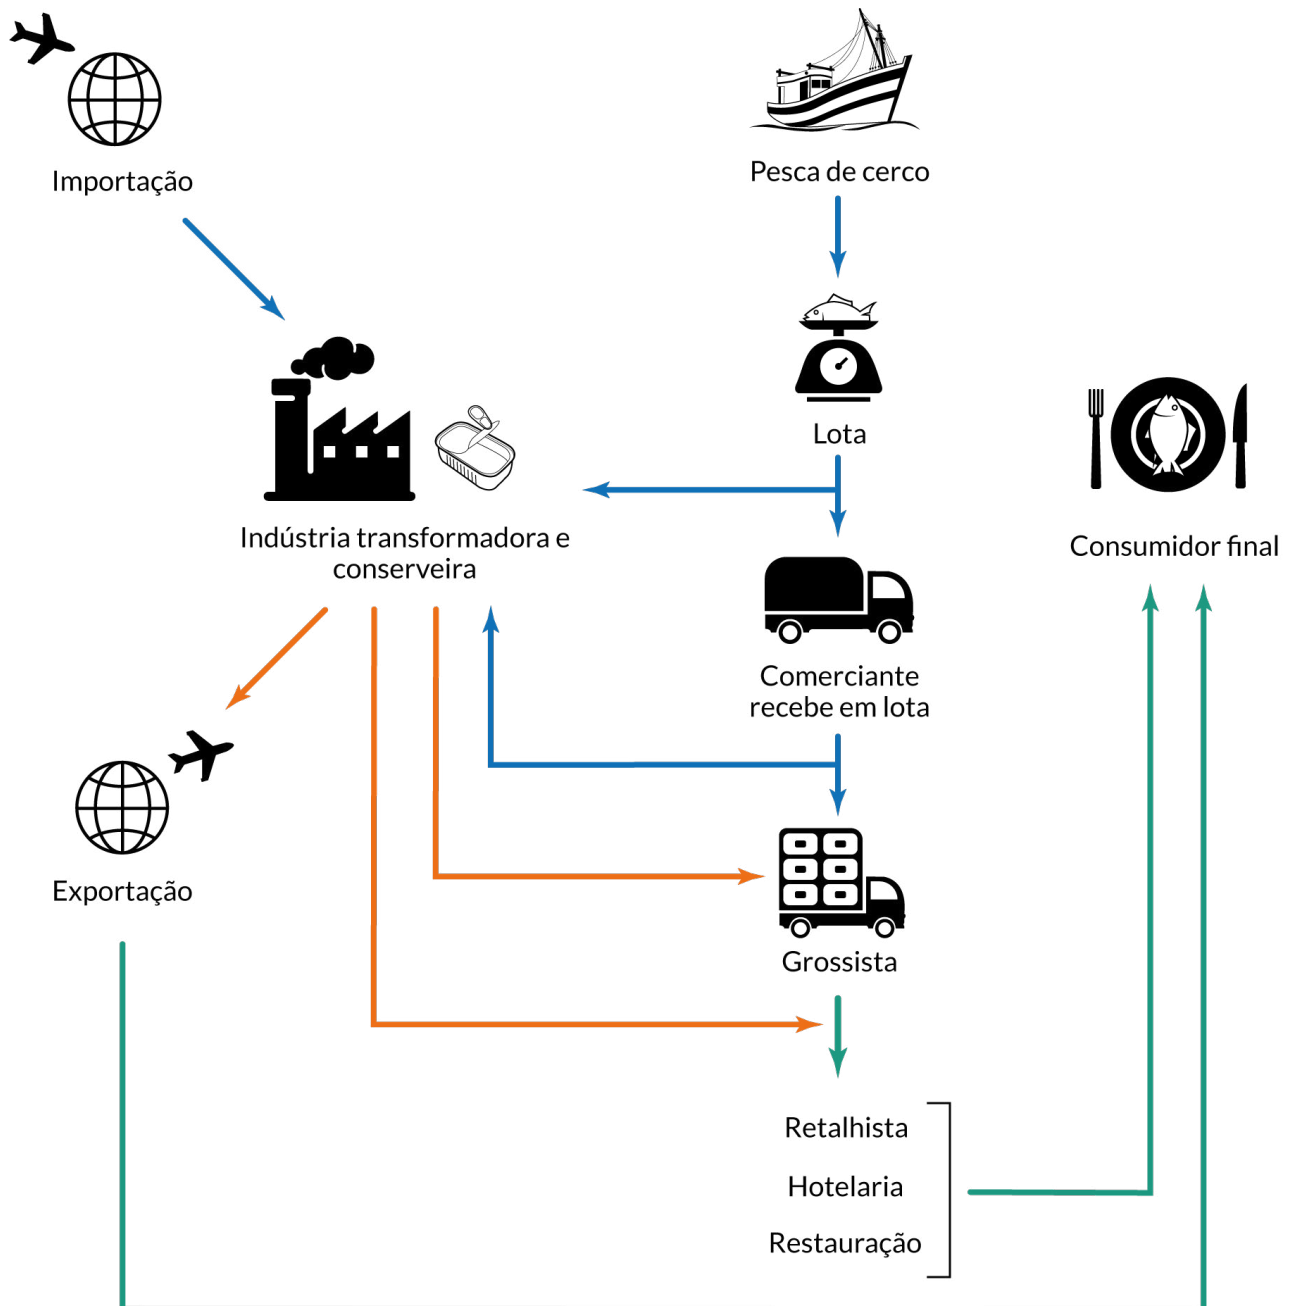 Importação
Pesca de cerco
Lota
Indústria transformadora e
conserveira
Consumidor final
Comerciante
recebe em lota
Exportação
Grossista
Retalhista
Hotelaria
Restauração